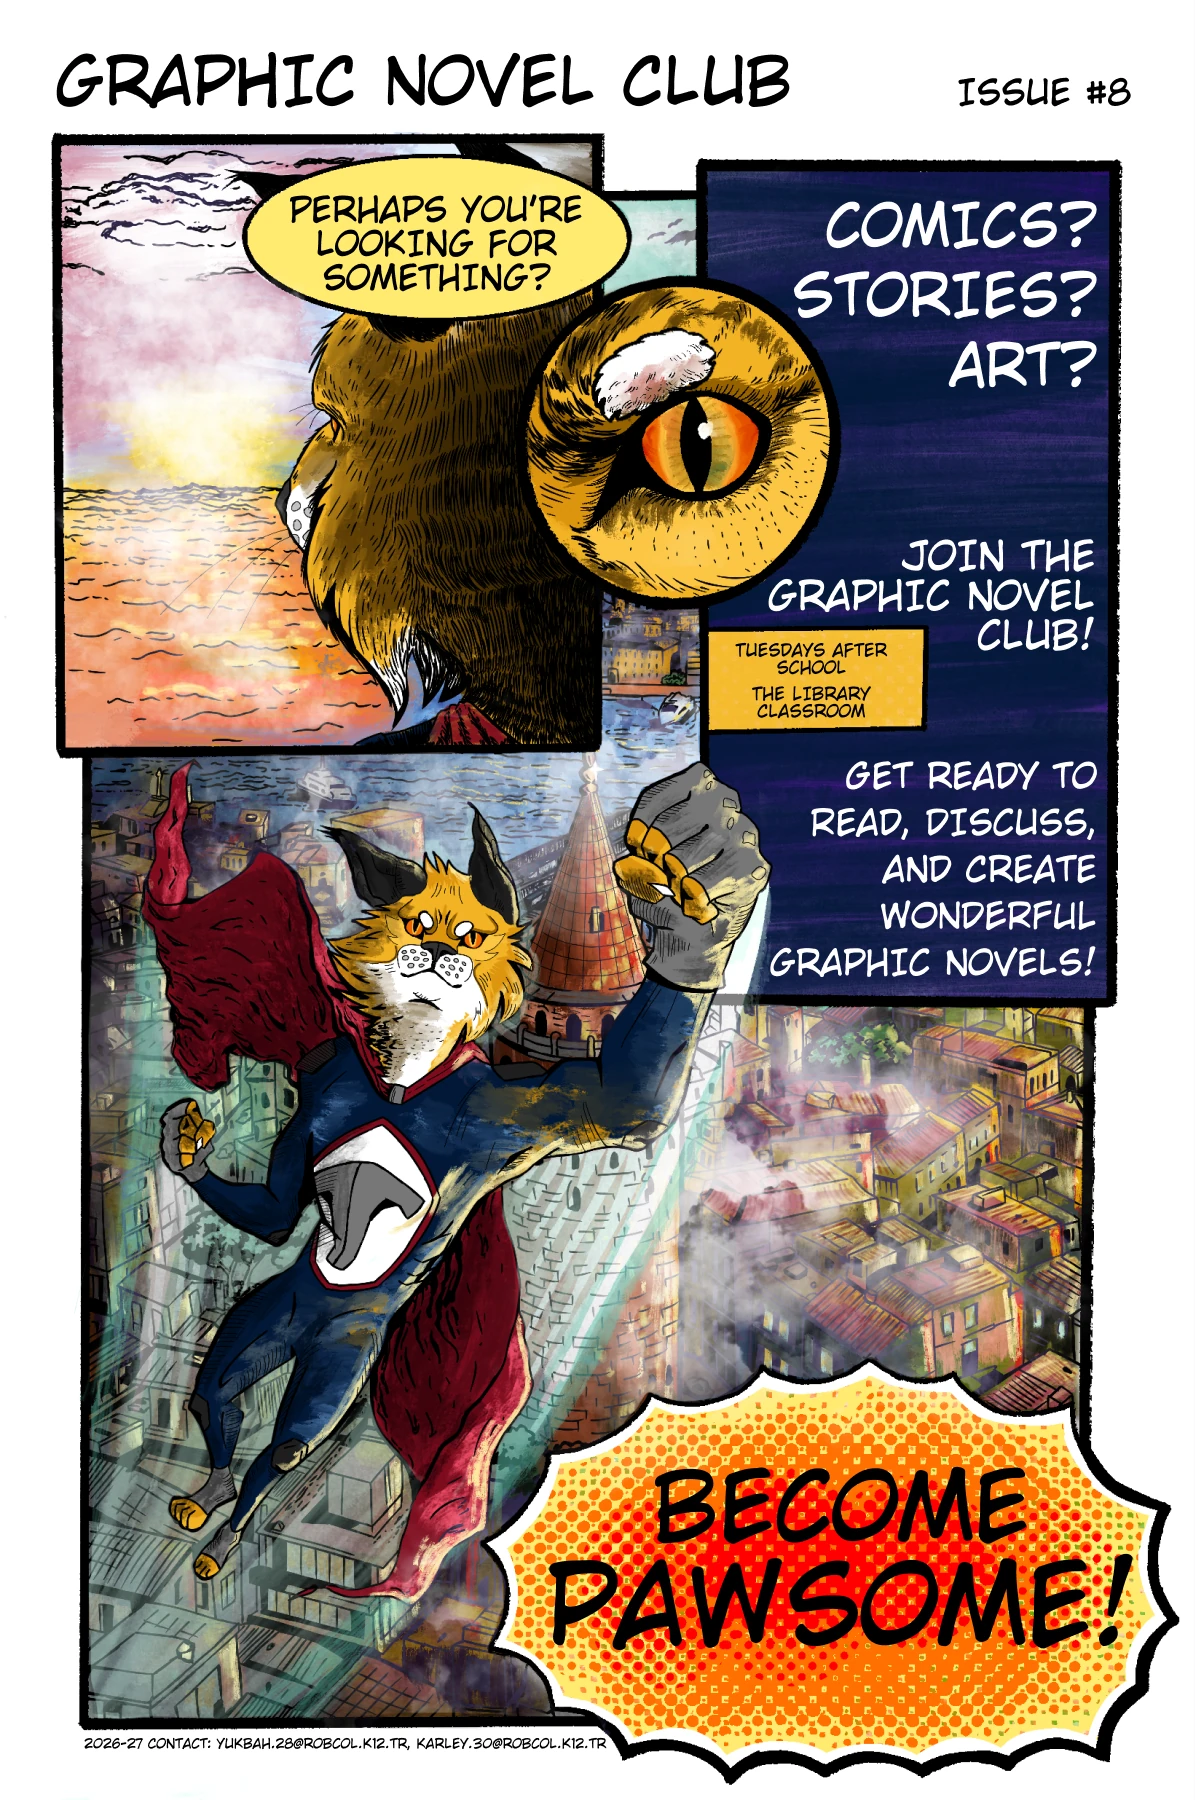 GRAPHIC NOVEL CLUB
ISSUE #8
PERHAPS YOU'RE
LOOKING FOR
SOMETHING?
COMICS?
STORIES?
ART?
JOIN THE
GRAPHIC NOVEL
CLUB!
TUESDAYS AFTER
SCHOOL
THE LIBRARY
CLASSROOM
GET READY TO
READ, DISCUSS,
AND CREATE
WONDERFUL
GRAPHIC NOVELS!
BECOME
PAWSOME!
2026-27 CONTACT: YUKBAH.28@ROBCOL.K12.TR, KARLEY.30@ROBCOL.K12.TR